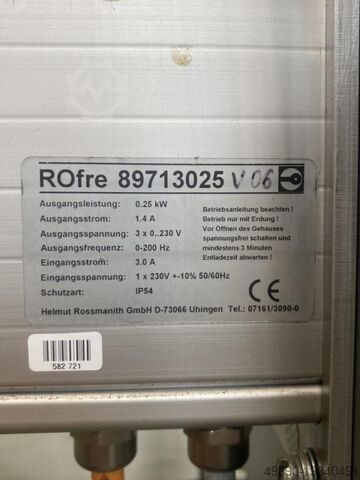 ROfre 89713025 V06
Ausgangsleistung: 0.25 kW
Ausgangsstrom: 1.4 A
Ausgangsspannung: 3 x 0..230 V
Ausgangsfrequenz: 0-200 Hz
Eingangsstrom: 3.0 A
Eingangsspannung: 1 x 230V +-10% 50/60Hz
Schutzart: IP54
Betriebsanleitung beachten !
Betrieb nur mit Erdung !
Vor Öffnen des Gehäuses
spannungsfrei schalten und
mindestens 3 Minuten
Entladezeit abwarten !
CE
Helmut Rossmanith GmbH D-73066 Uhingen Tel.: 07161/3090-0
582 721